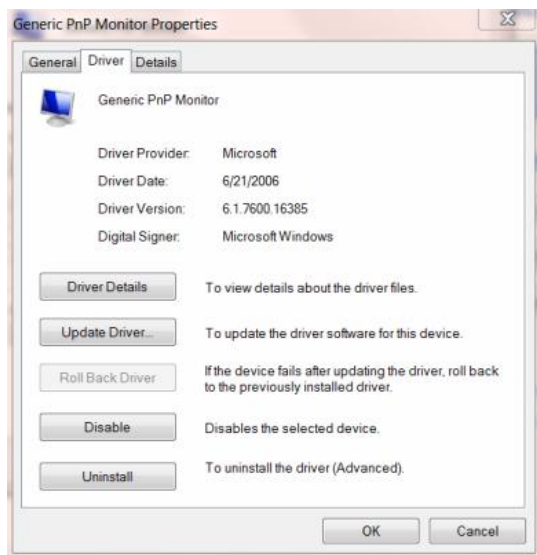 Generic PnP Monitor Properties
General Driver Details
Generic PnP Monitor
Driver Provider: Microsoft
Driver Date: 6/21/2006
Driver Version: 6.1.7600.16385
Digital Signer: Microsoft Windows
Driver Details To view details about the driver files.
Update Driver... To update the driver software for this device.
Roll Back Driver If the device fails after updating the driver, roll back
to the previously installed driver.
Disable Disables the selected device.
Uninstall To uninstall the driver (Advanced).
OK Cancel